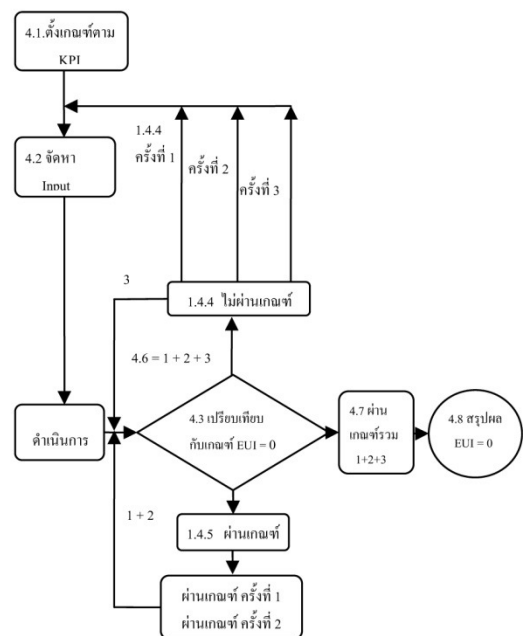 4.1.ตั้งเกณฑ์ตาม
KPI
1.4.4
ครั้งที่ 1
ครั้งที่ 2
ครั้งที่ 3
4.2 จัดหา
Input
3
1.4.4 ไม่ผ่านเกณฑ์
4.6 = 1 + 2 + 3
ดำเนินการ
4.3 เปรียบเทียบ
กับเกณฑ์ EUI = 0
4.7 ผ่าน
เกณฑ์รวม
1+2+3
4.8 สรุปผล
EUI = 0
1 + 2
1.4.5 ผ่านเกณฑ์
ผ่านเกณฑ์ ครั้งที่ 1
ผ่านเกณฑ์ ครั้งที่ 2